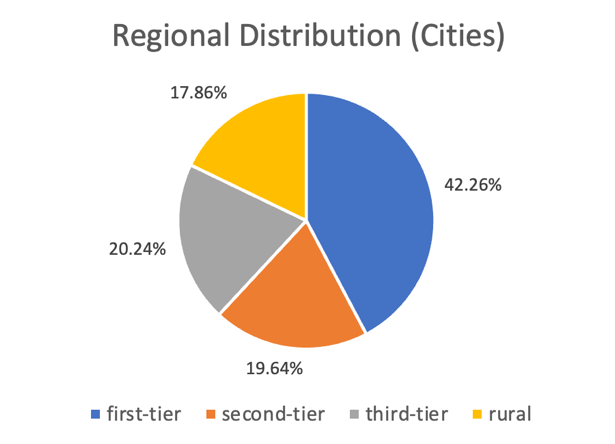 Regional Distribution (Cities)
17.86%
42.26%
20.24%
19.64%
first-tier second-tier third-tier rural